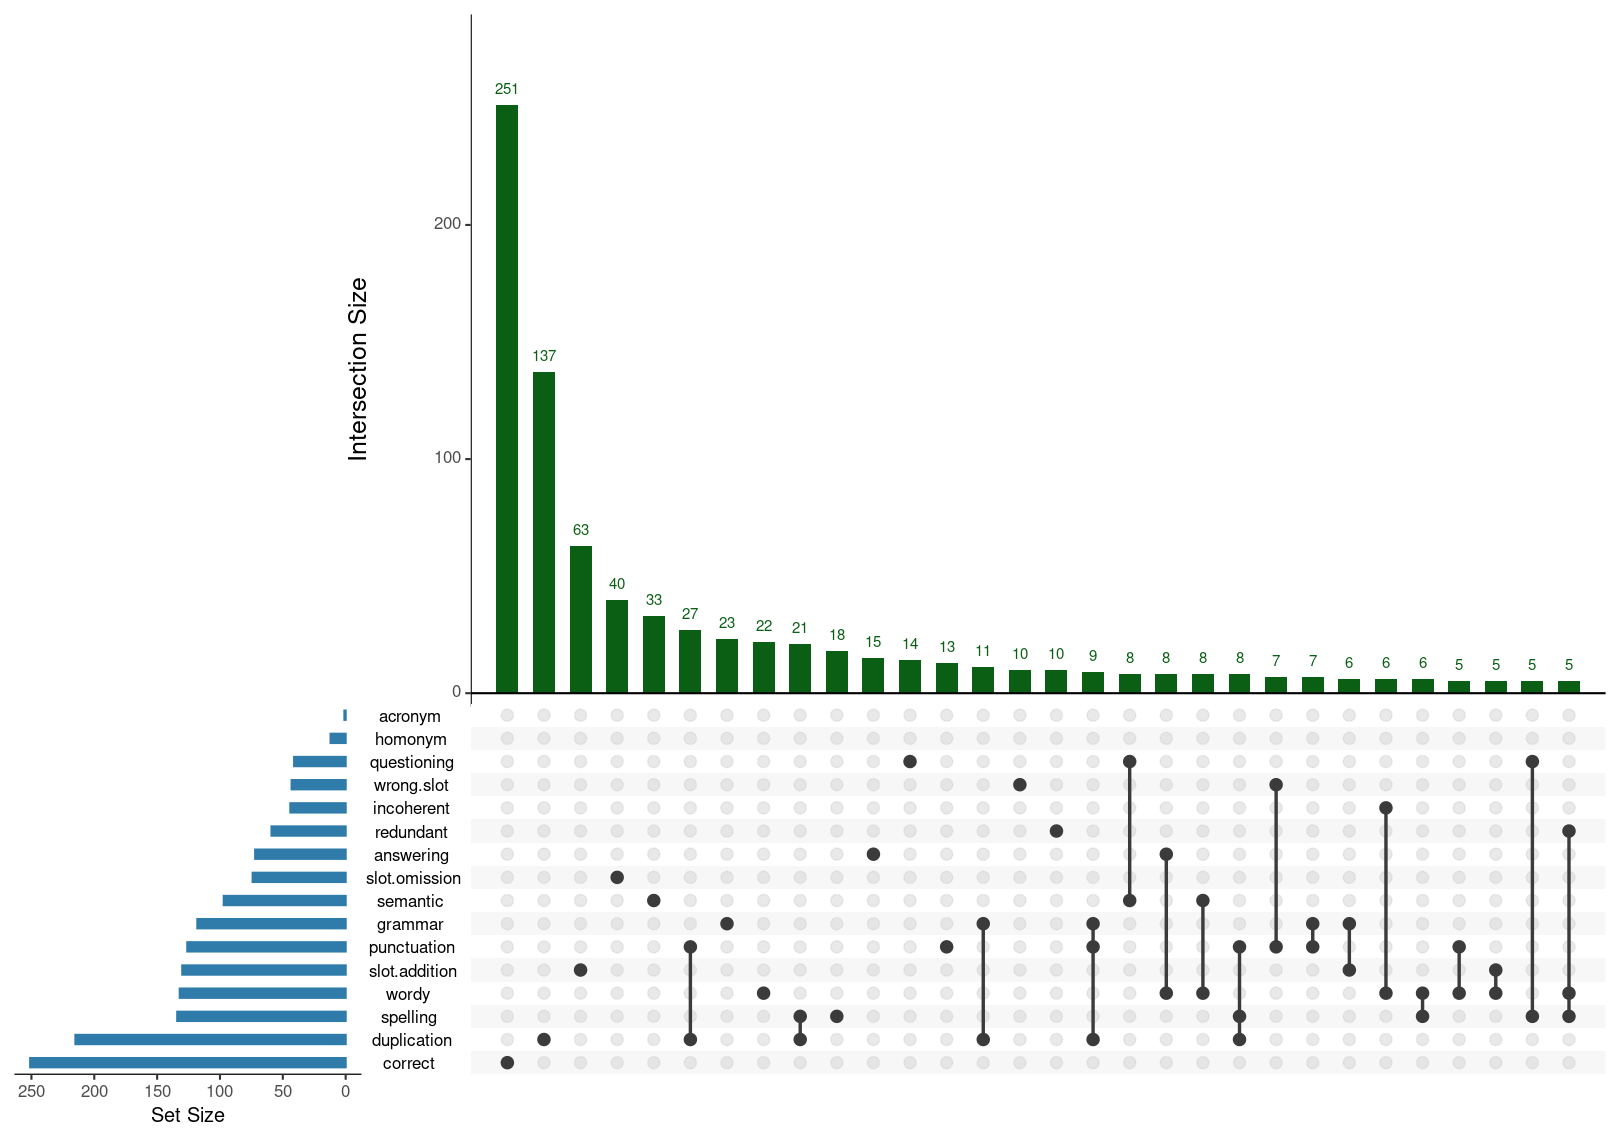 Intersection Size
200
100
0
251
137
63
40
33
27
23
22
21
18
15
14
13
11
10
10
9
8
8
8
8
7
7
6
6
6
5
5
5
5
acronym
homonym
questioning
wrong.slot
incoherent
redundant
answering
slot.omission
semantic
grammar
punctuation
slot.addition
wordy
spelling
duplication
correct
250 200 150 100 50 0
Set Size